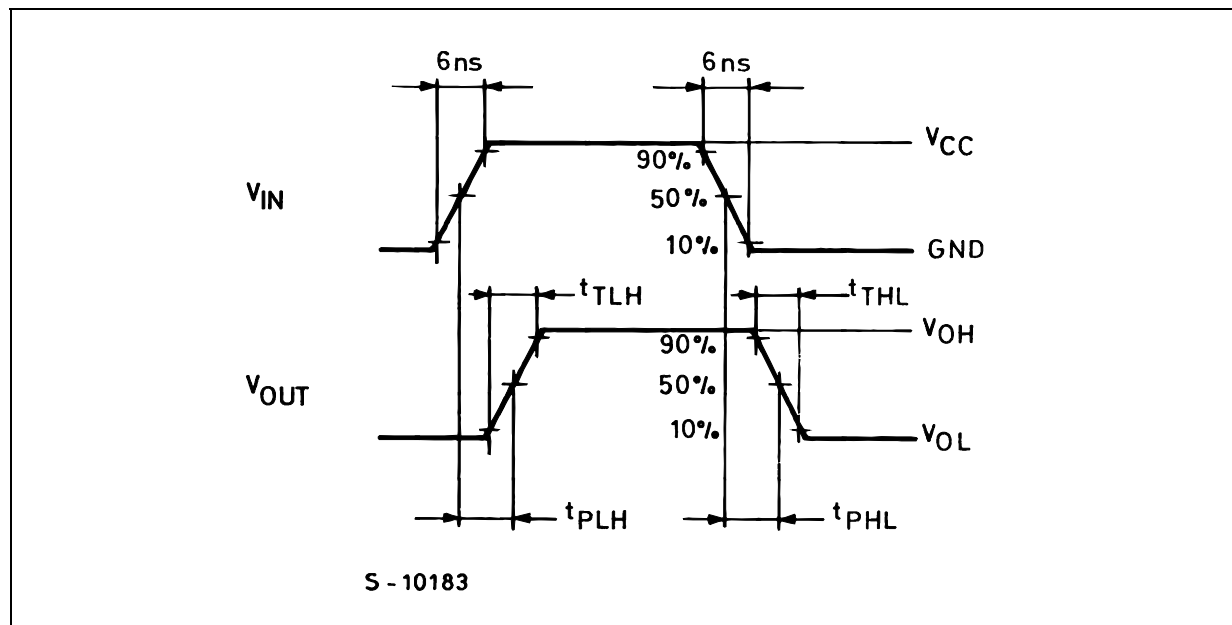 6ns 6ns
VCC
90%
VIN 50%
10% GND
tTLH tTHL
VOH
90%
VOUT 50%
10% VOL
tPLH tPHL
S-10183